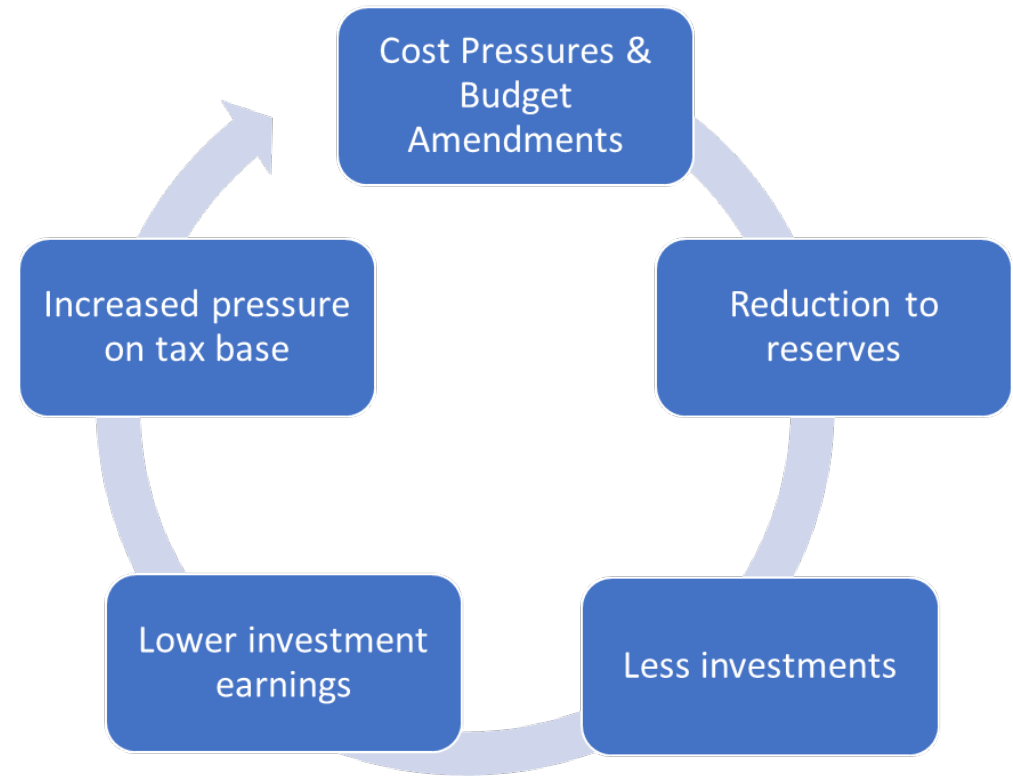 Cost Pressures &
Budget
Amendments
Reduction to
reserves
Less investments
Lower investment
earnings
Increased pressure
on tax base